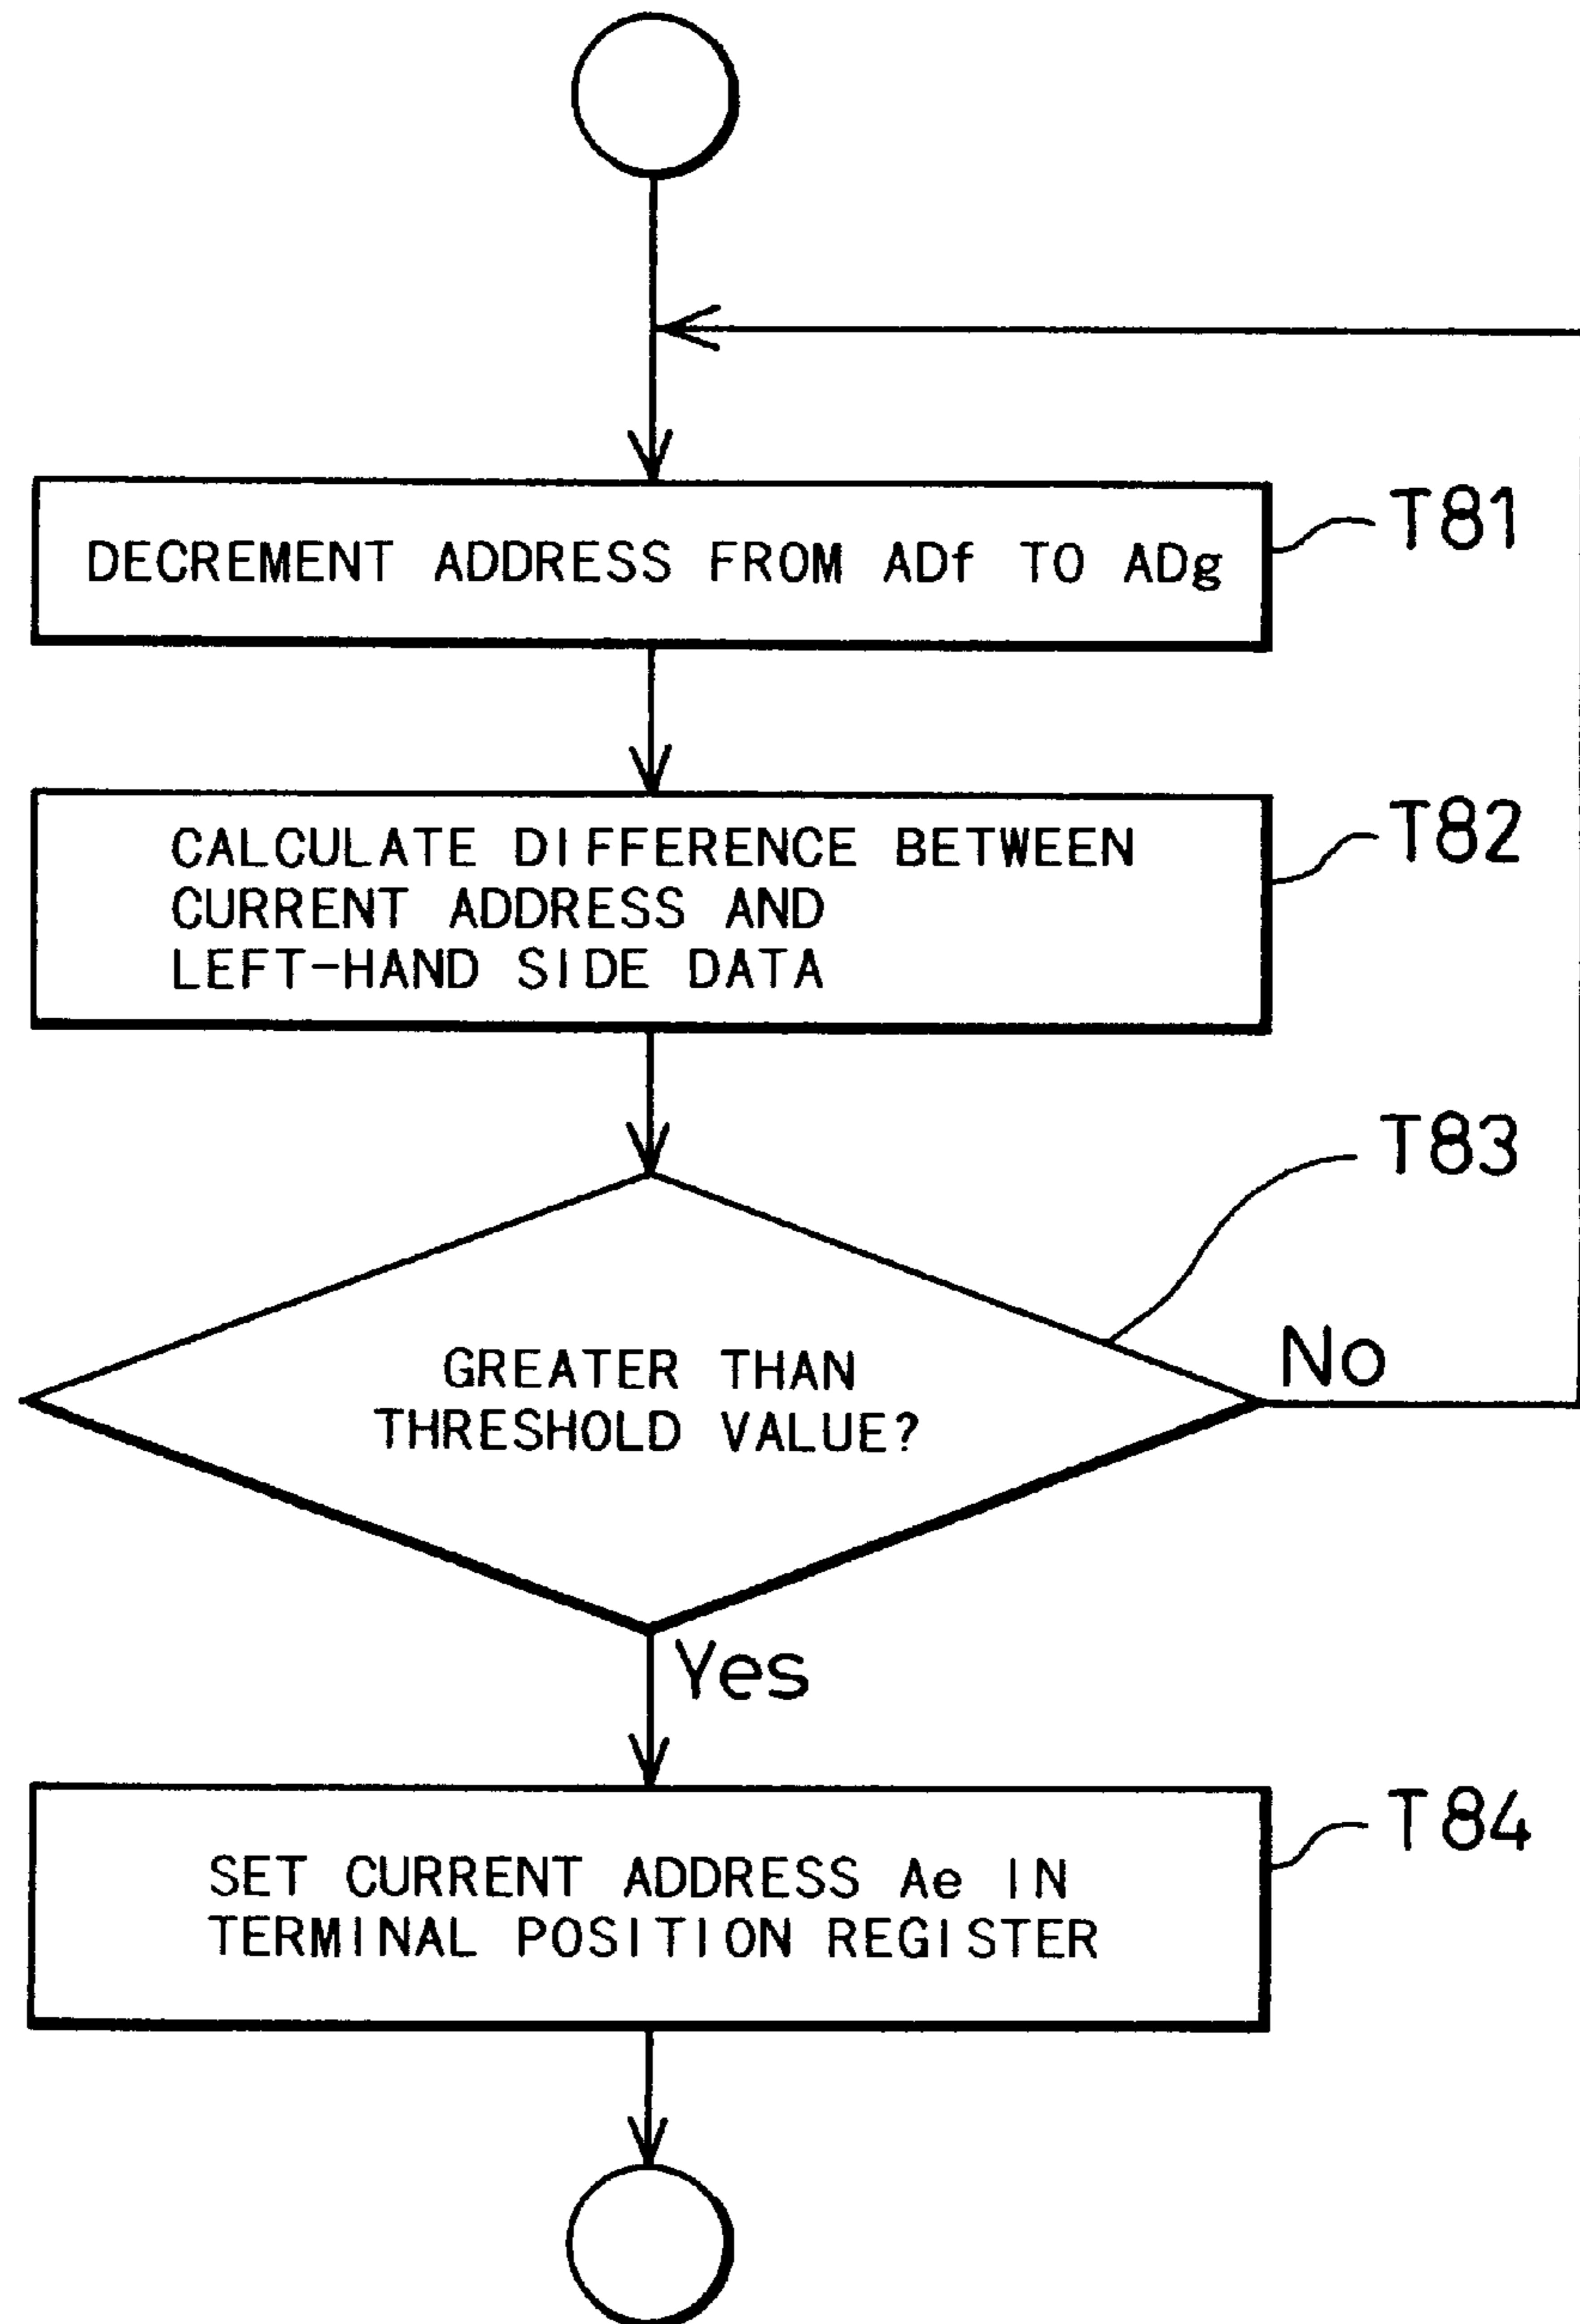 DECREMENT ADDRESS FROM ADf TO ADg
T81
CALCULATE DIFFERENCE BETWEEN
CURRENT ADDRESS AND
LEFT-HAND SIDE DATA
T82
T83
GREATER THAN
THRESHOLD VALUE?
No
Yes
SET CURRENT ADDRESS Ae IN
TERMINAL POSITION REGISTER
T84